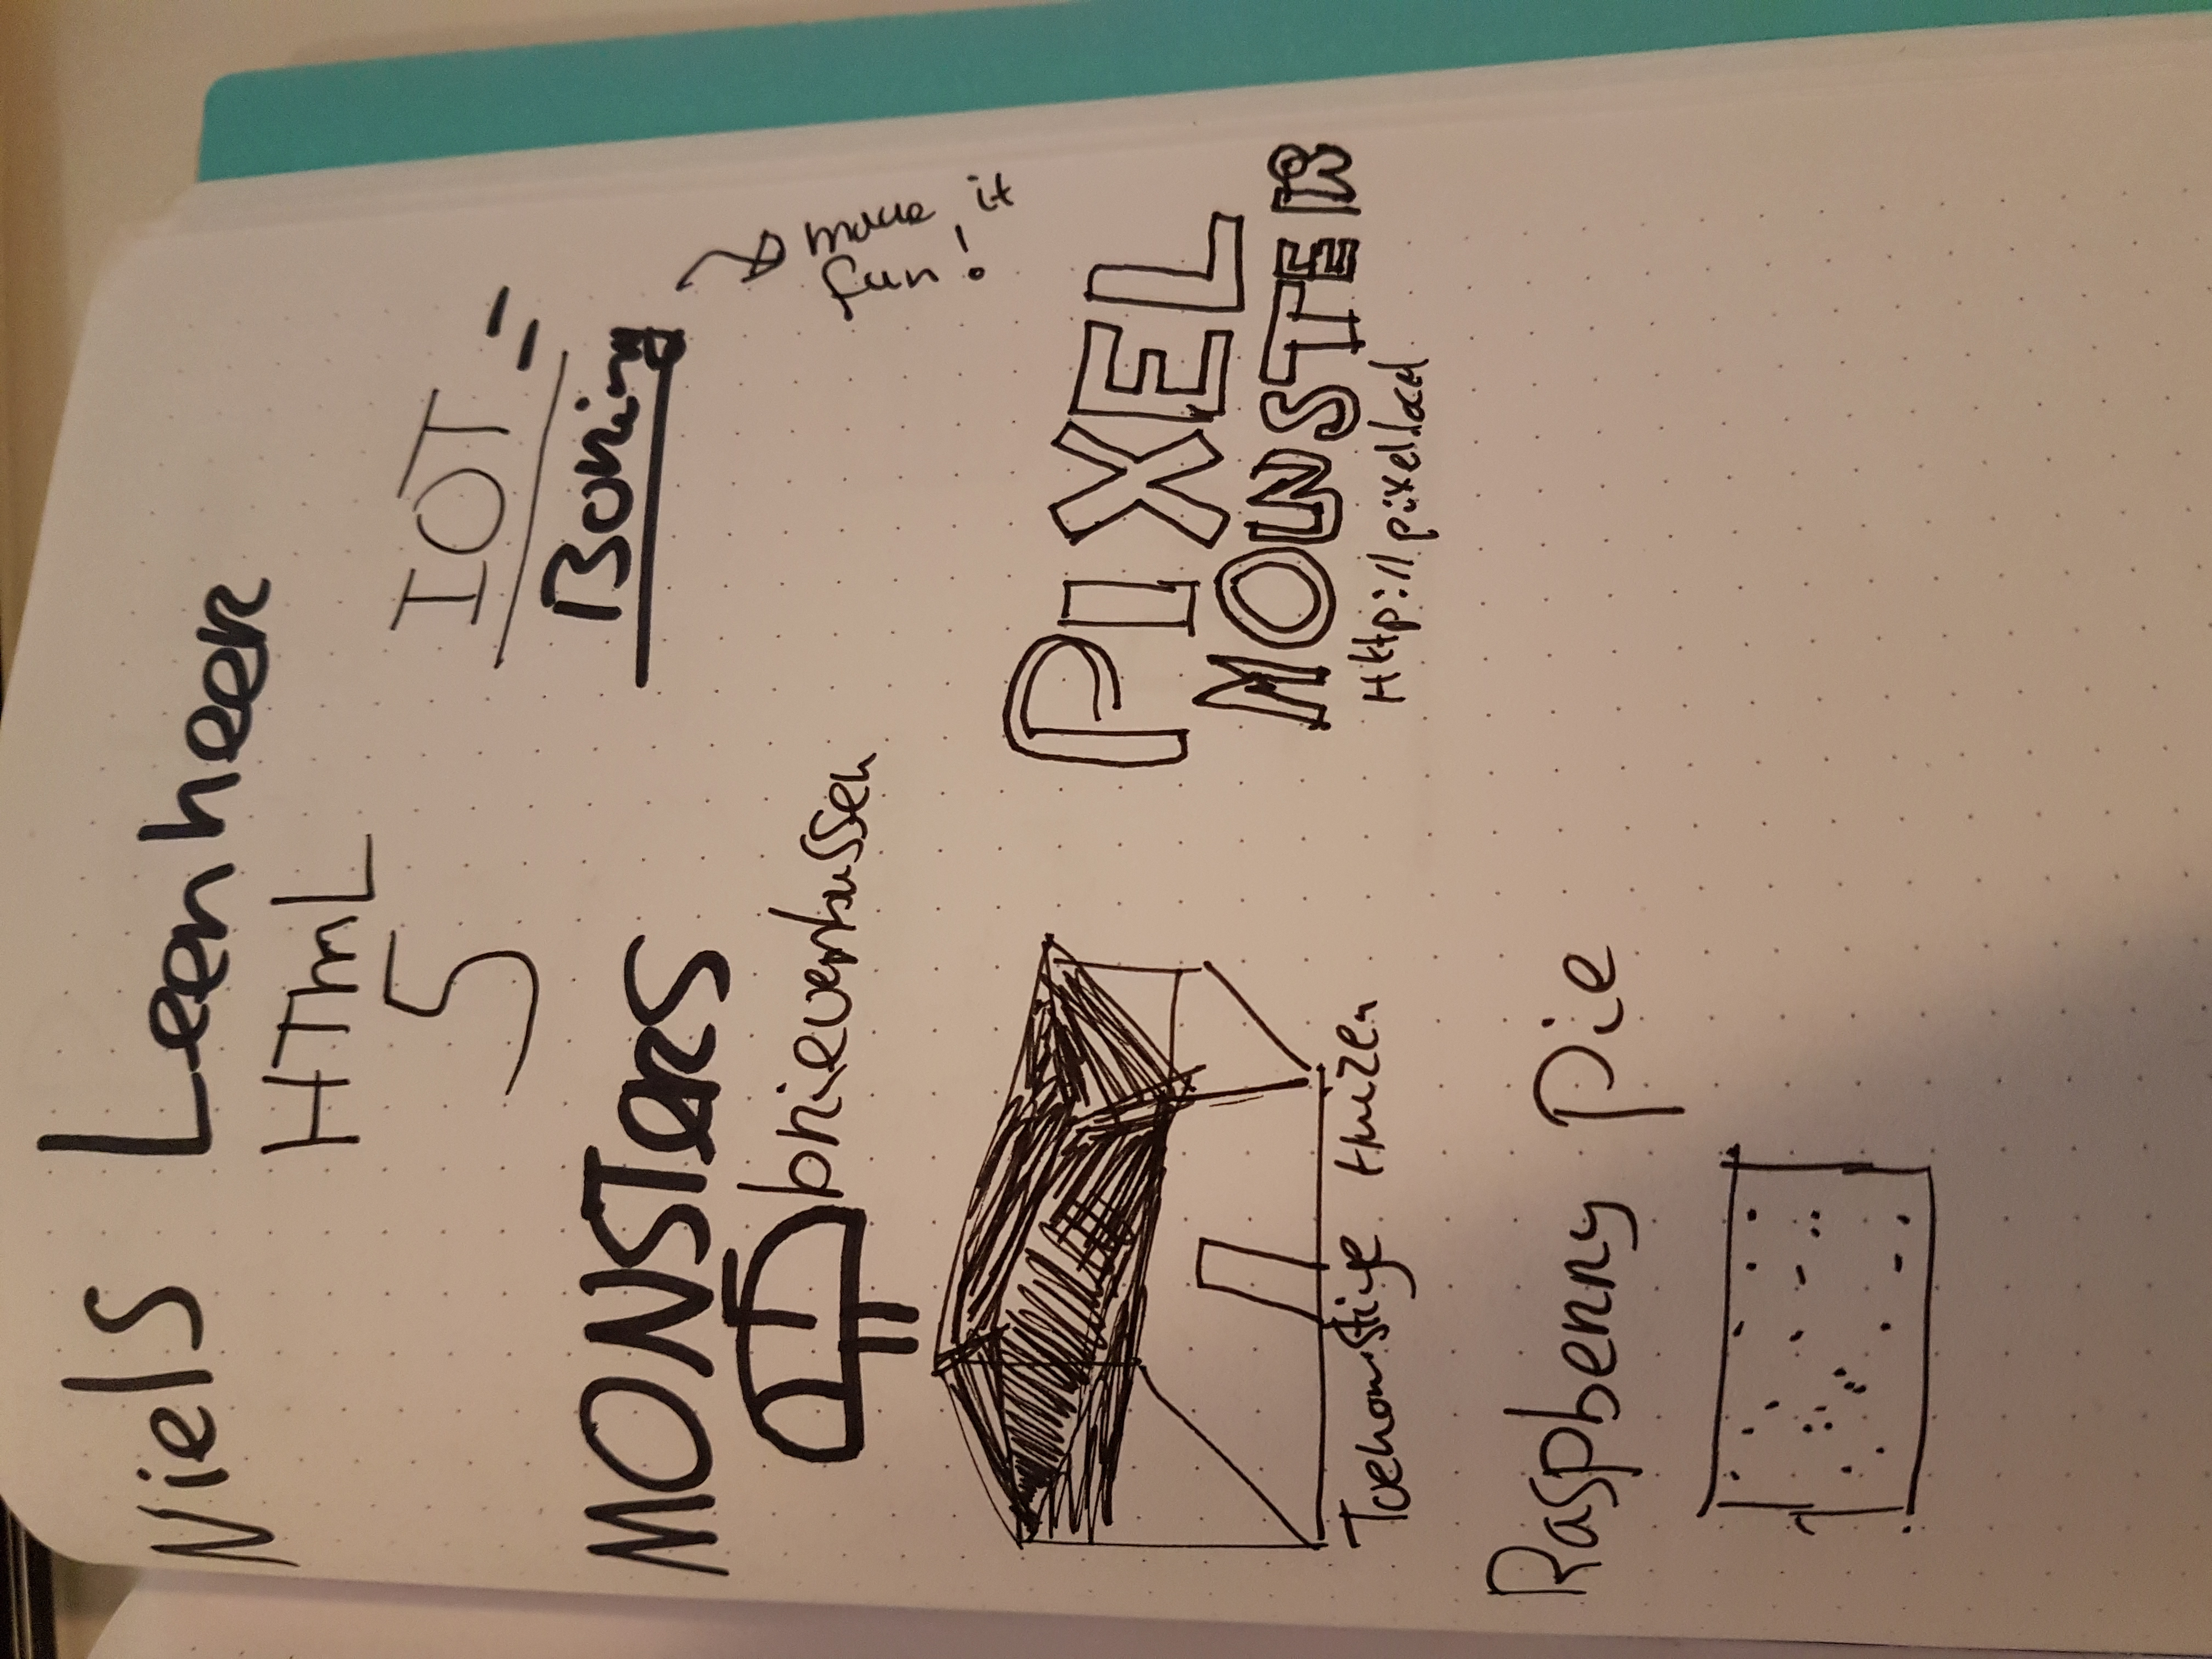 Niels Leenheer
HTmL
5
IOT =
Boring
make it
fun!
MONSTeRS
brievenbussen
PIXEL
MONSTER
Http://pixel.local
Toekomstige Huizen
Raspberry pie